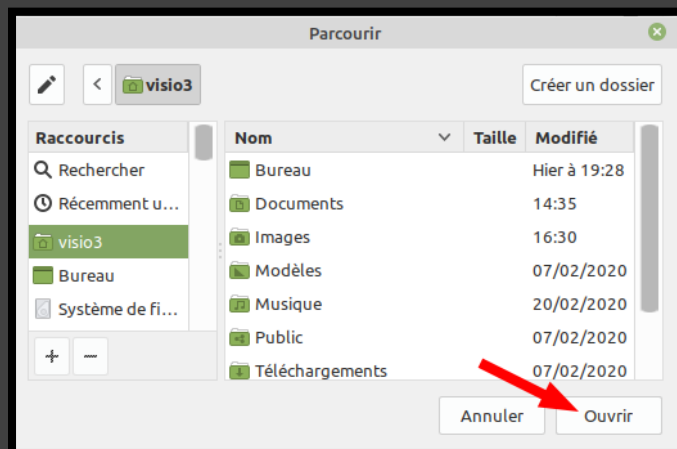 Parcourir
visio3
Créer un dossier
Raccourcis
Rechercher
Récemment u...
visio3
Bureau
Système de fi...
Nom Taille Modifié
Bureau Hier à 19:28
Documents 14:35
Images 16:30
Modèles 07/02/2020
Musique 20/02/2020
Public 07/02/2020
Téléchargements 07/02/2020
Annuler
Ouvrir